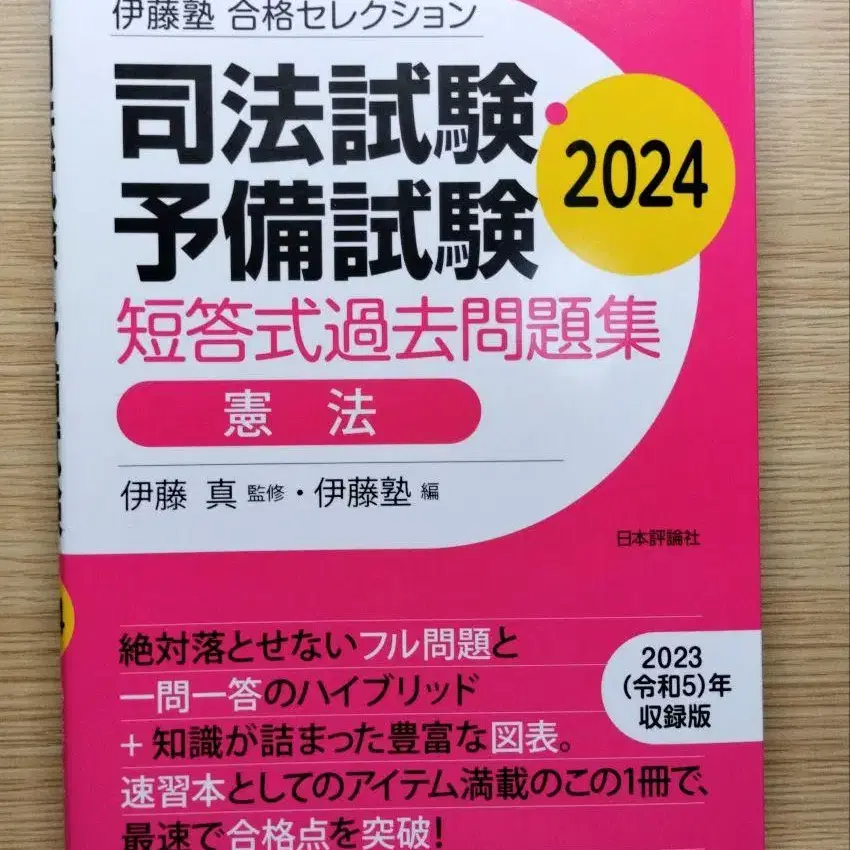 伊藤塾 合格セレクション
司法試験・
予備試験
2024
短答式過去問題集
憲法
伊藤 真 監修・伊藤塾 編
日本評論社
絶対落とせないフル問題と
一問一答のハイブリッド
+ 知識が詰まった豊富な図表。
速習本としてのアイテム満載のこの1冊で、
最速で合格点を突破!
2023
(令和5)年
収録版